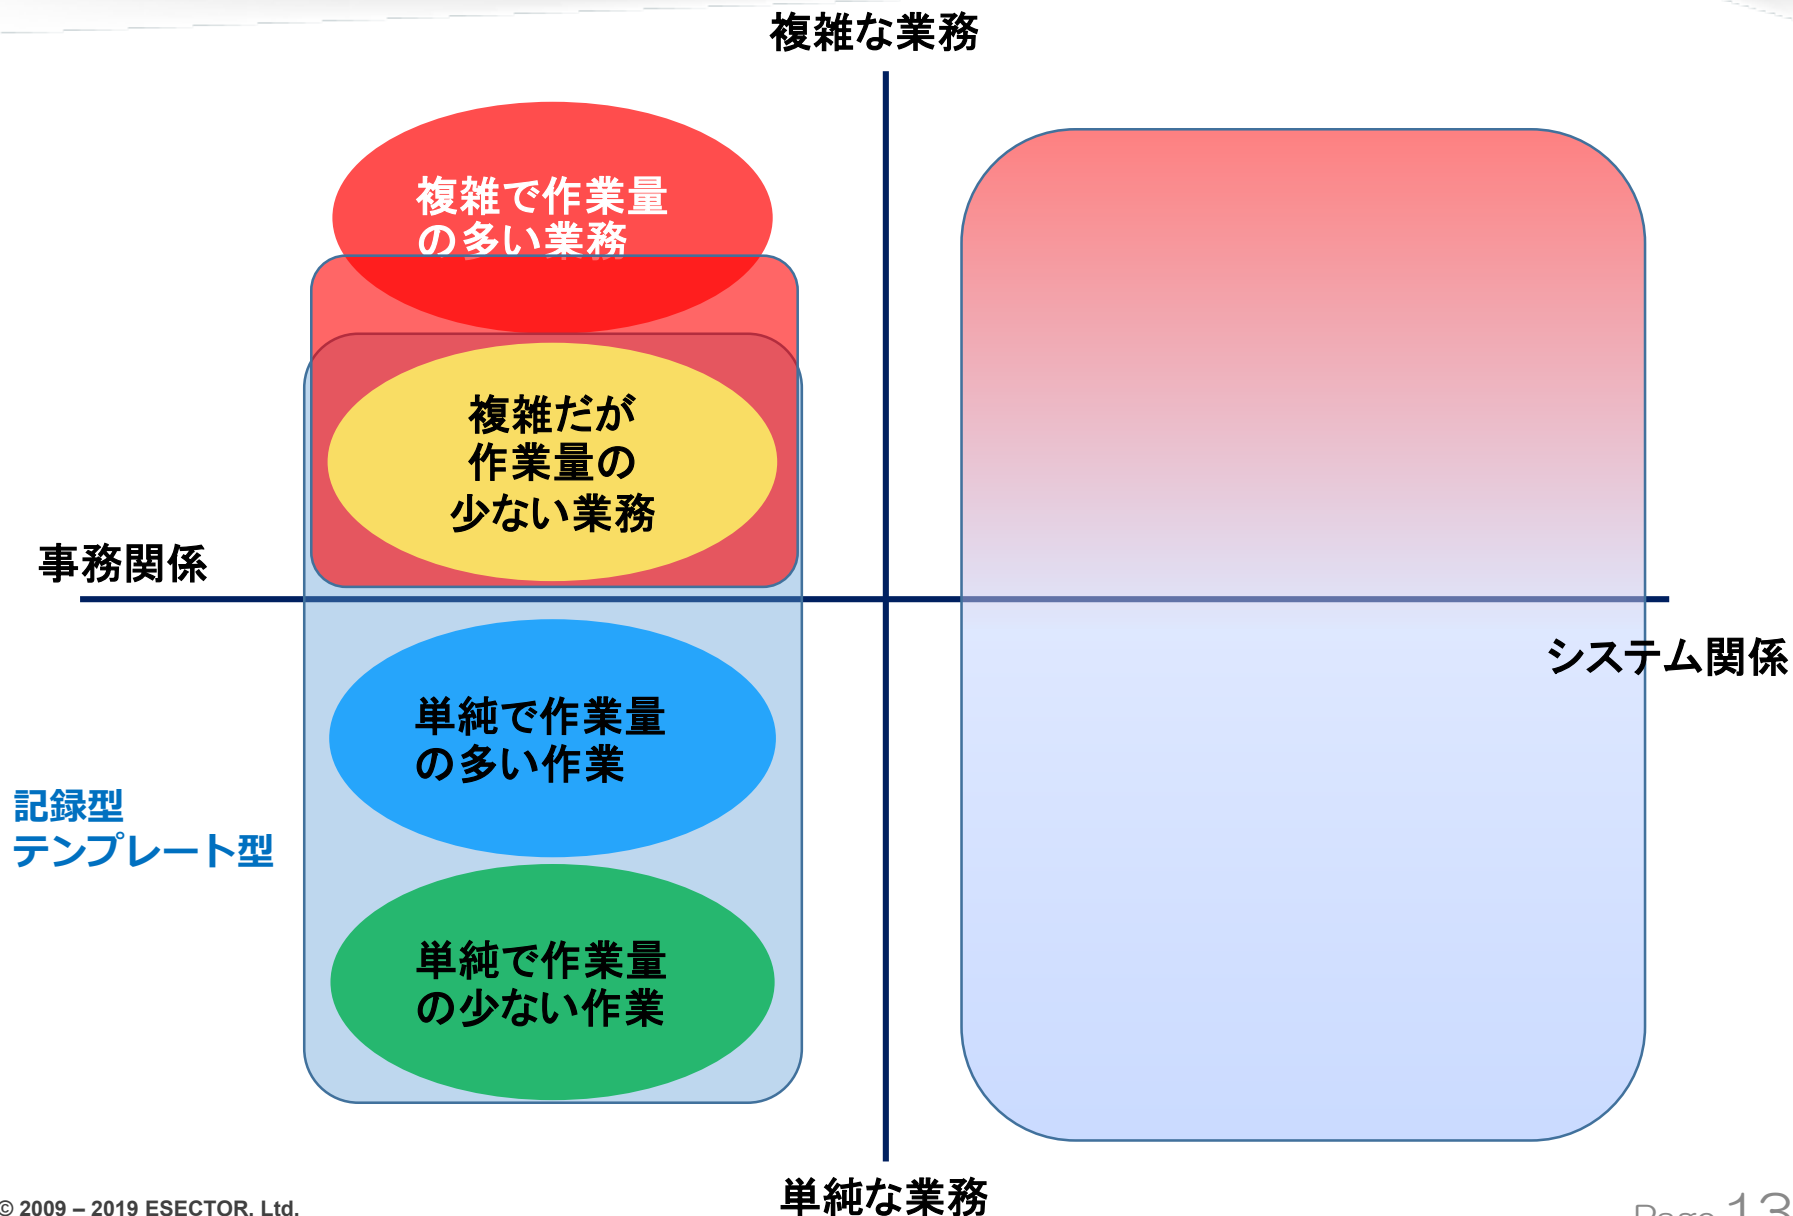 複雑な業務
複雑で作業量
の多い業務
複雑だが
作業量の
少ない業務
事務関係
システム関係
単純で作業量
の多い作業
記録型
テンプレート型
単純で作業量
の少ない作業
単純な業務
© 2009 – 2019 ESECTOR, Ltd.
Page 13